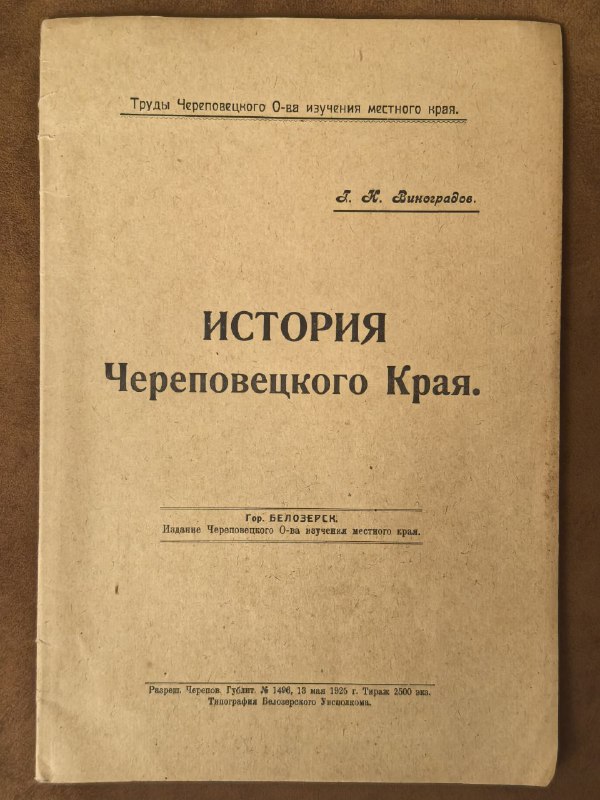 Труды Череповецкого О-ва изучения местного края.
Г. Н. Виноградов.
ИСТОРИЯ
Череповецкого Края.
Гор. БЕЛОЗЕРСК.
Издание Череповецкого О-ва изучения местного края.
Разреш. Черепов. Гублит. № 1496, 13 мая 1925 г. Тираж 2500 экз.
Типография Белозерского Уисполкома.